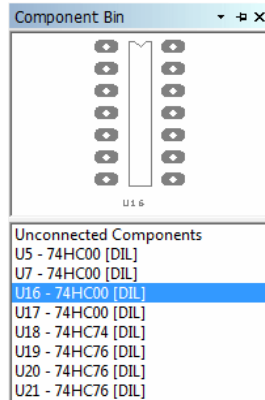 Component Bin
U16
Unconnected Components
U5 - 74HC00 [DIL]
U7 - 74HC00 [DIL]
U16 - 74HC00 [DIL]
U17 - 74HC00 [DIL]
U18 - 74HC74 [DIL]
U19 - 74HC76 [DIL]
U20 - 74HC76 [DIL]
U21 - 74HC76 [DIL]